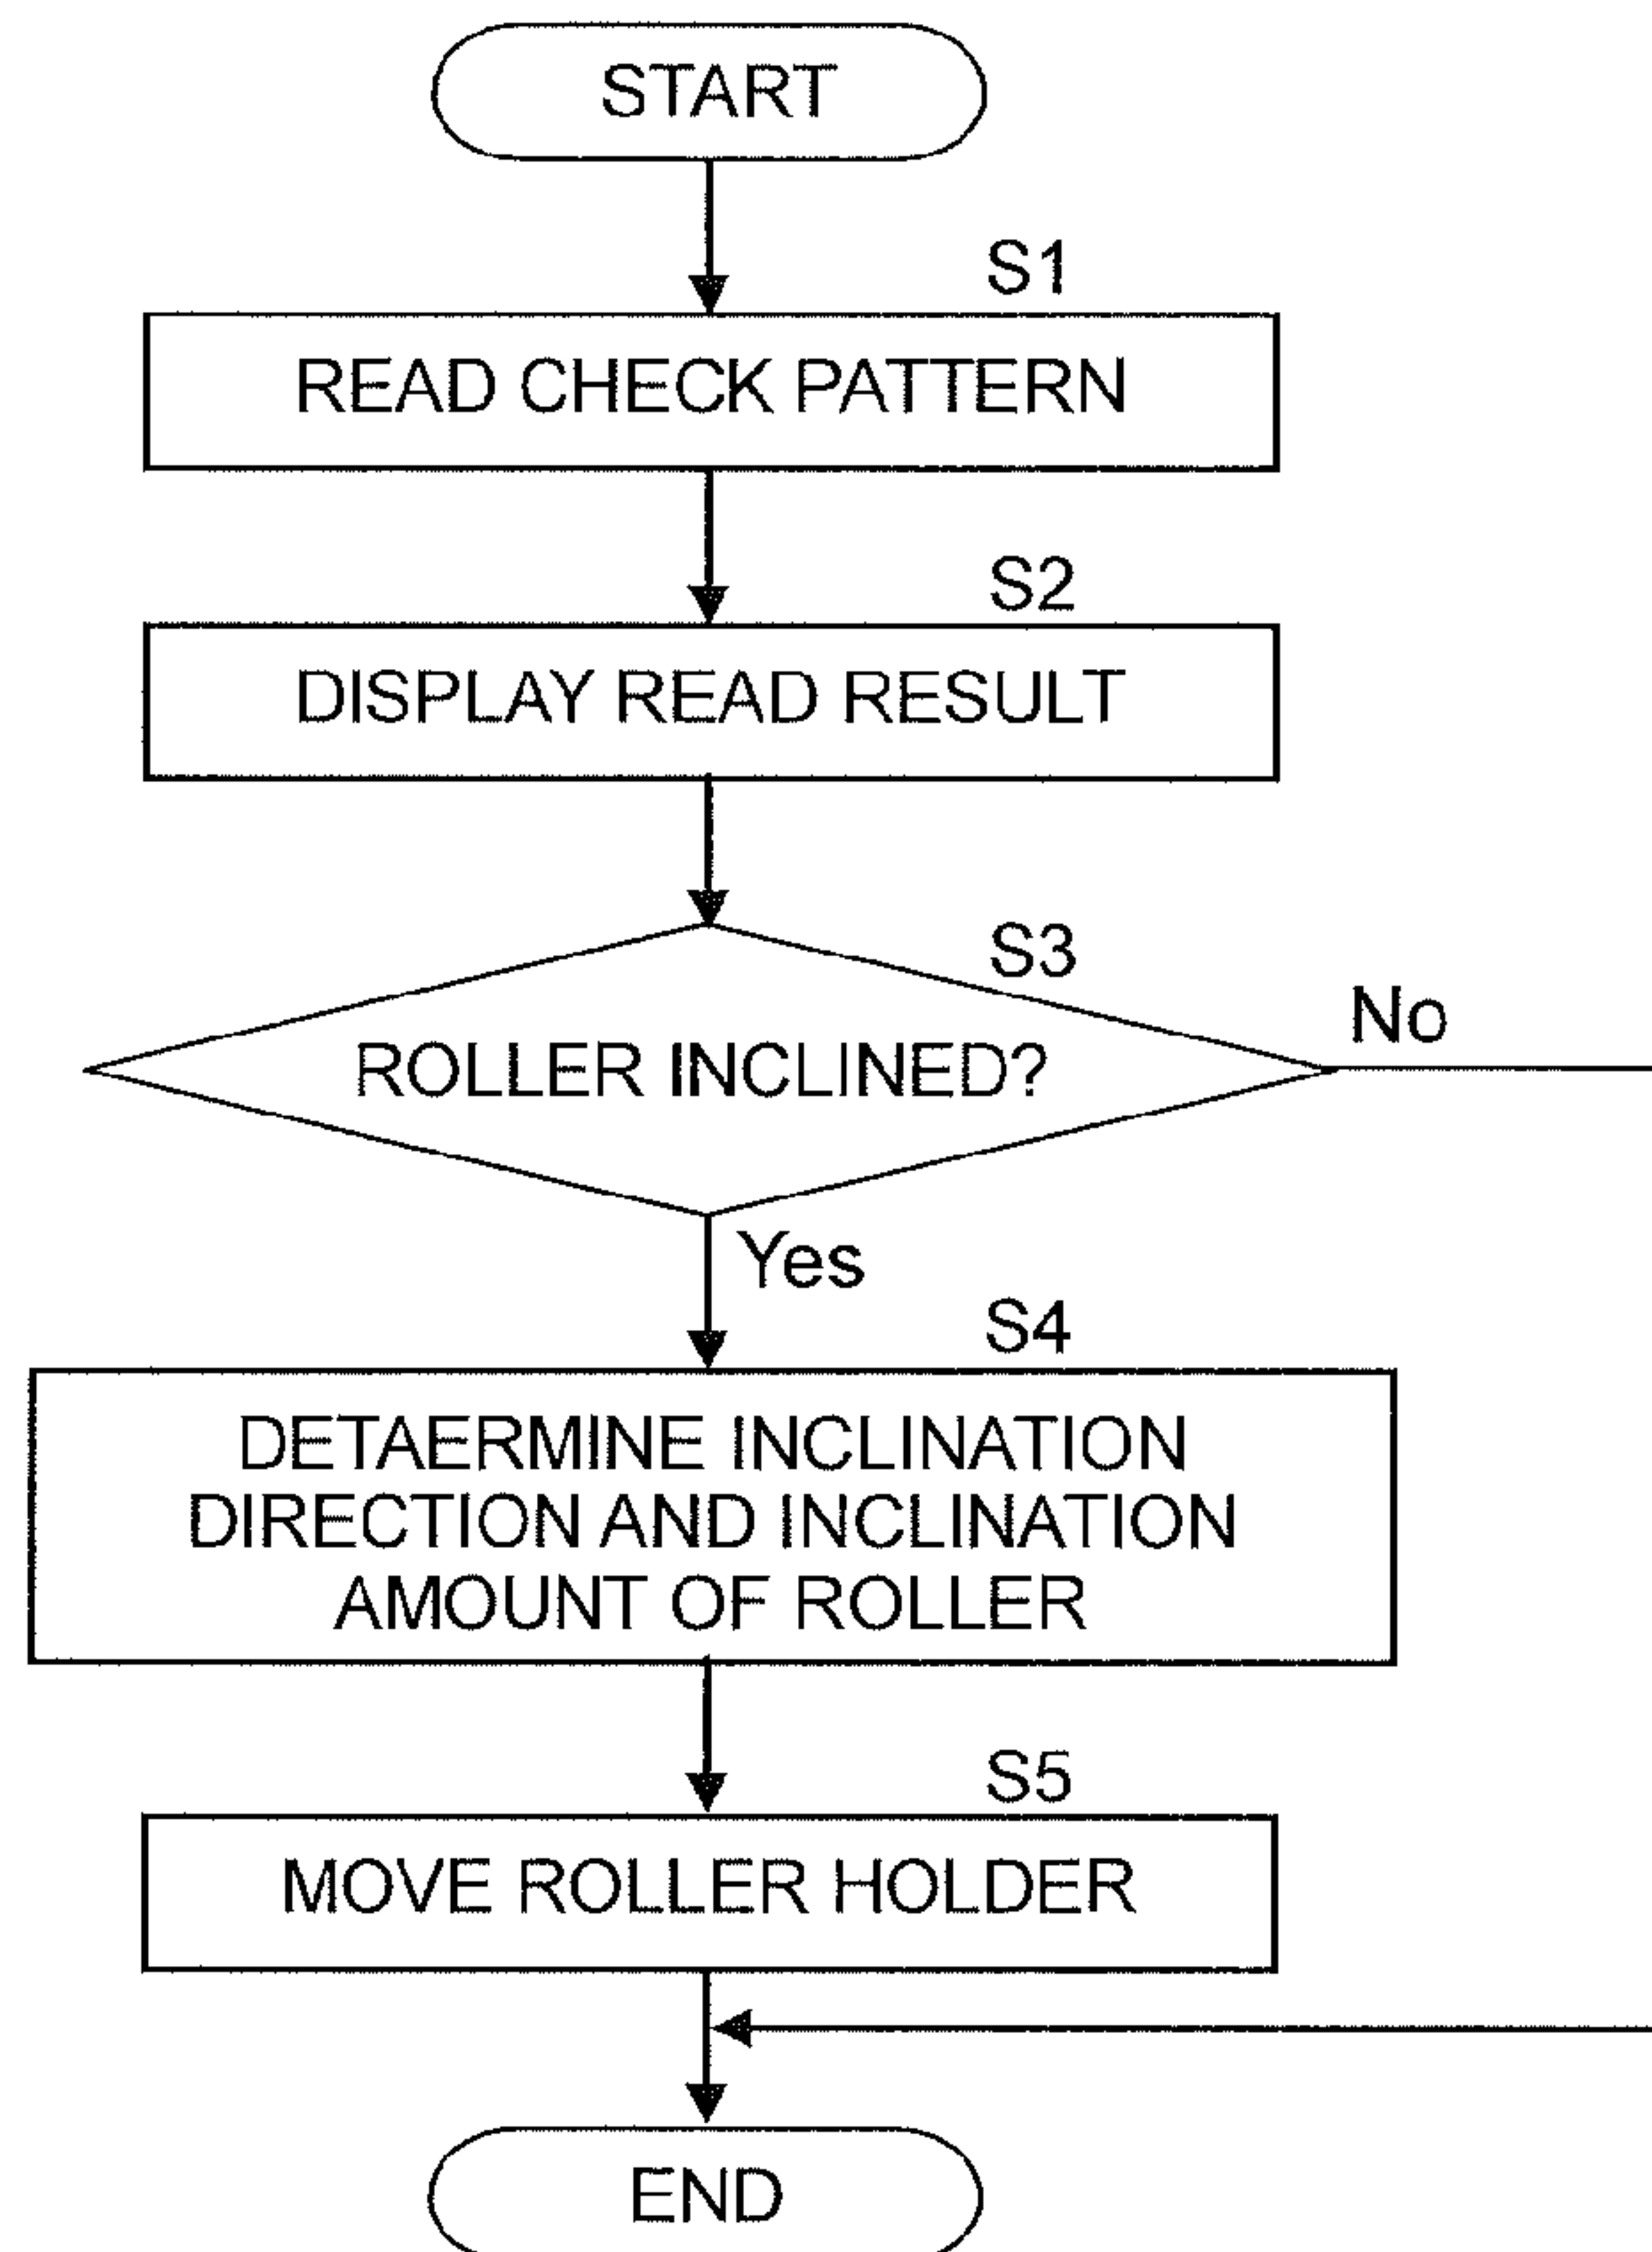 START
S1
READ CHECK PATTERN
S2
DISPLAY READ RESULT
S3
No
ROLLER INCLINED?
Yes
S4
DETAERMINE INCLINATION
DIRECTION AND INCLINATION
AMOUNT OF ROLLER
S5
MOVE ROLLER HOLDER
END